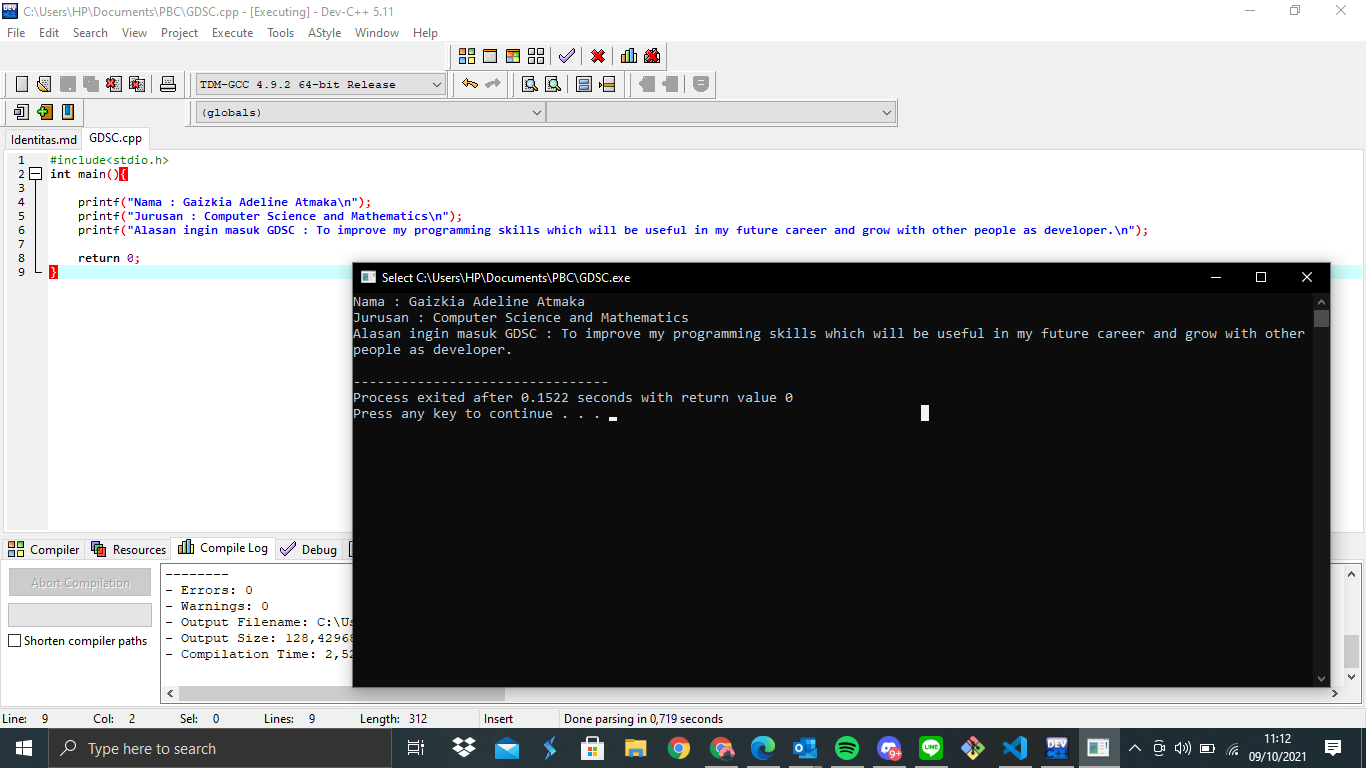 C:\Users\HP\Documents\PBC\GDSC.cpp - [Executing] - Dev-C++ 5.11
File Edit Search View Project Execute Tools AStyle Window Help
TDM-GCC 4.9.2 64-bit Release
(globals)
Identitas.md GDSC.cpp
1 #include<stdio.h>
2 int main(){
3
4 printf("Nama : Gaizkia Adeline Atmaka\n");
5 printf("Jurusan : Computer Science and Mathematics\n");
6 printf("Alasan ingin masuk GDSC : To improve my programming skills which will be useful in my future career and grow with other people as developer.\n");
7
8 return 0;
9 }
Select C:\Users\HP\Documents\PBC\GDSC.exe
Nama : Gaizkia Adeline Atmaka
Jurusan : Computer Science and Mathematics
Alasan ingin masuk GDSC : To improve my programming skills which will be useful in my future career and grow with other
people as developer.
--------------------------------
Process exited after 0.1522 seconds with return value 0
Press any key to continue . . .
Compiler Resources Compile Log Debug
Abort Compilation
Shorten compiler paths
--------
- Errors: 0
- Warnings: 0
- Output Filename: C:\Us
- Output Size: 128,42968
- Compilation Time: 2,52
Line: 9 Col: 2 Sel: 0 Lines: 9 Length: 312 Insert Done parsing in 0,719 seconds
Type here to search
9+
LINE
DEV
11:12
09/10/2021